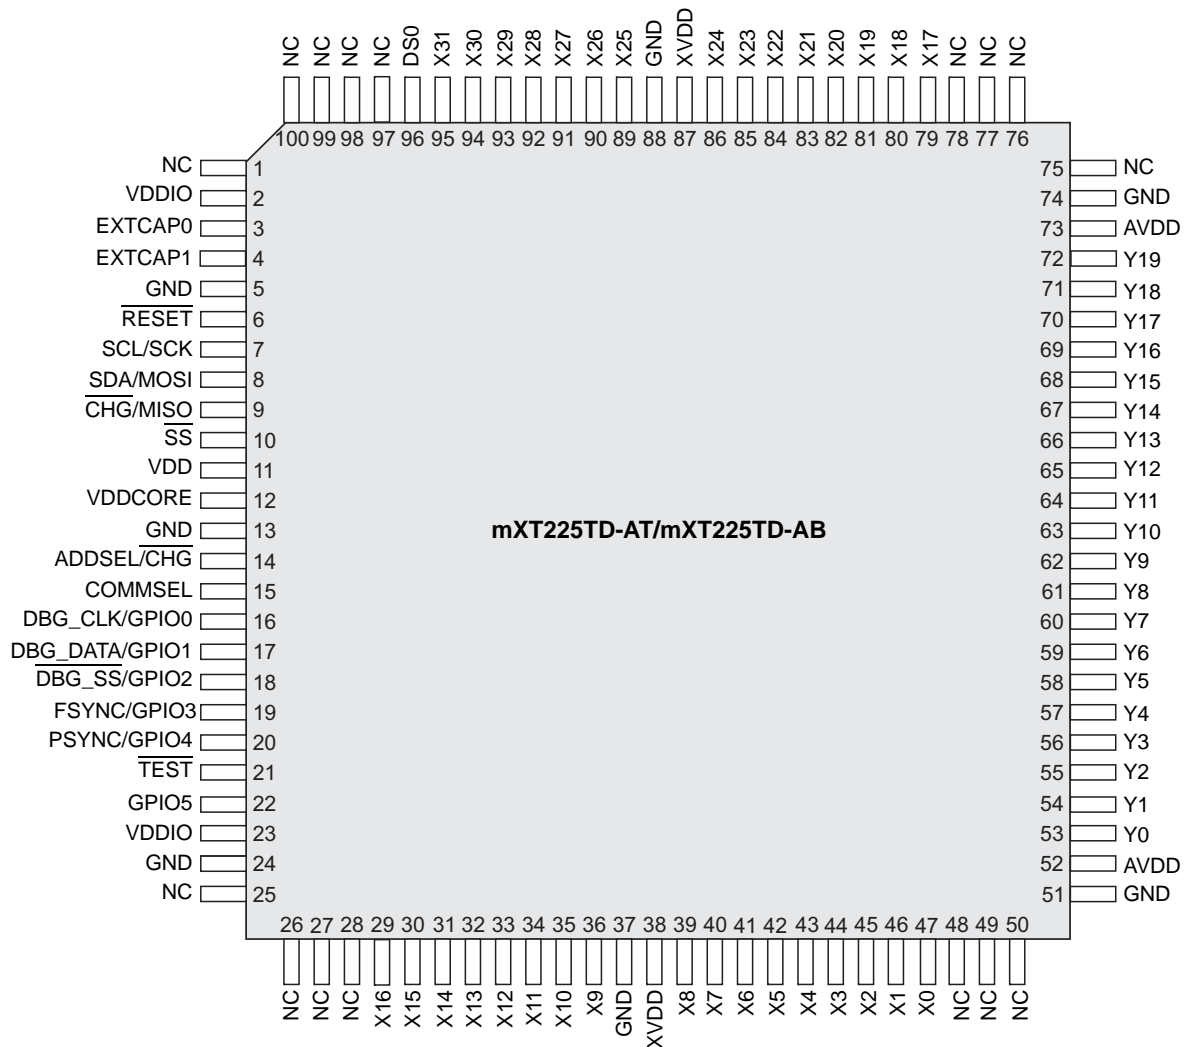 NC NC NC NC DS0 X31 X30 X29 X28 X27 X26 X25 GND XVDD X24 X23 X22 X21 X20 X19 X18 X17 NC NC NC
100 99 98 97 96 95 94 93 92 91 90 89 88 87 86 85 84 83 82 81 80 79 78 77 76
NC 1 75 NC
VDDIO 2 74 GND
EXTCAP0 3 73 AVDD
EXTCAP1 4 72 Y19
GND 5 71 Y18
RESET 6 70 Y17
SCL/SCK 7 69 Y16
SDA/MOSI 8 68 Y15
CHG/MISO 9 67 Y14
SS 10 66 Y13
VDD 11 65 Y12
VDDCORE 12 64 Y11
GND 13 mXT225TD-AT/mXT225TD-AB 63 Y10
ADDSEL/CHG 14 62 Y9
COMMSEL 15 61 Y8
DBG_CLK/GPIO0 16 60 Y7
DBG_DATA/GPIO1 17 59 Y6
DBG_SS/GPIO2 18 58 Y5
FSYNC/GPIO3 19 57 Y4
PSYNC/GPIO4 20 56 Y3
TEST 21 55 Y2
GPIO5 22 54 Y1
VDDIO 23 53 Y0
GND 24 52 AVDD
NC 25 51 GND
26 27 28 29 30 31 32 33 34 35 36 37 38 39 40 41 42 43 44 45 46 47 48 49 50
NC NC NC X16 X15 X14 X13 X12 X11 X10 X9 GND XVDD X8 X7 X6 X5 X4 X3 X2 X1 X0 NC NC NC